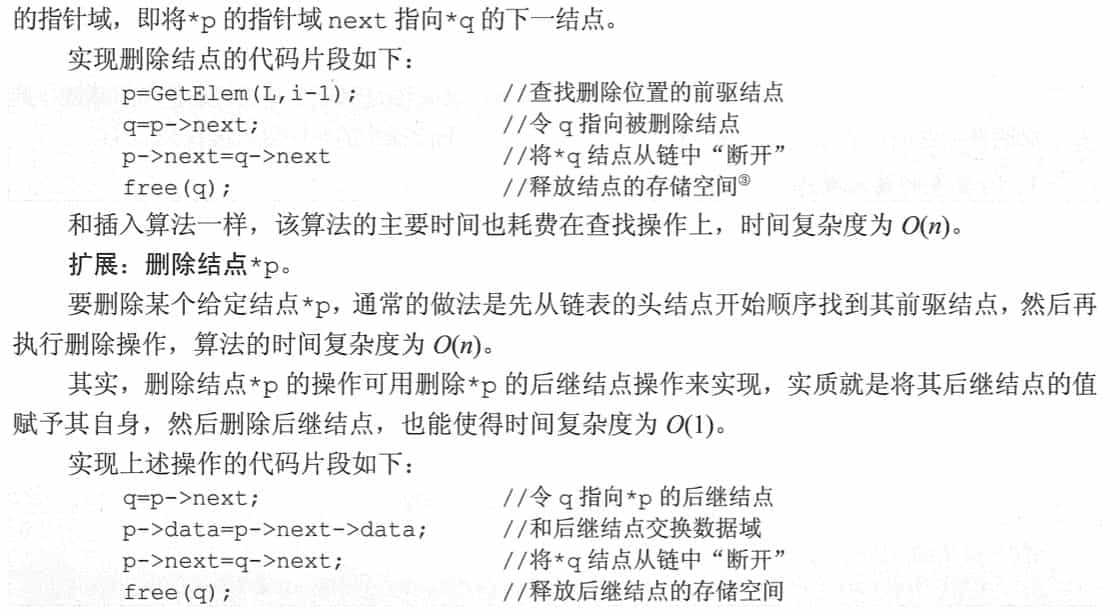 的指针域，即将*p 的指针域 next 指向*q 的下一结点。
实现删除结点的代码片段如下：
p=GetElem(L,i-1); //查找删除位置的前驱结点
q=p->next; //令 q 指向被删除结点
p->next=q->next //将*q 结点从链中“断开”
free(q); //释放结点的存储空间③
和插入算法一样，该算法的主要时间也耗费在查找操作上，时间复杂度为 O(n)。
扩展：删除结点*p。
要删除某个给定结点*p，通常的做法是先从链表的头结点开始顺序找到其前驱结点，然后再
执行删除操作，算法的时间复杂度为 O(n)。
其实，删除结点*p 的操作可用删除*p 的后继结点操作来实现，实质就是将其后继结点的值
赋予其自身，然后删除后继结点，也能使得时间复杂度为 O(1)。
实现上述操作的代码片段如下：
q=p->next; //令 q 指向*p 的后继结点
p->data=p->next->data; //和后继结点交换数据域
p->next=q->next; //将*q 结点从链中“断开”
free(q); //释放后继结点的存储空间